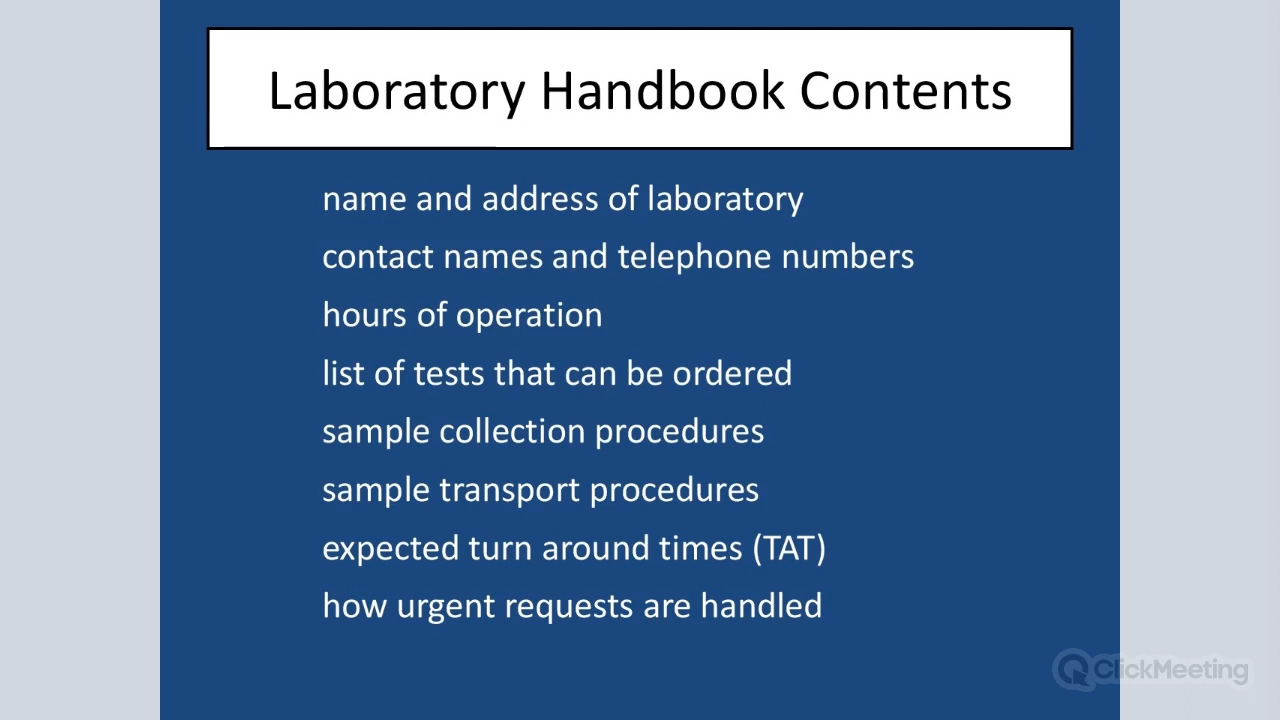 Laboratory Handbook Contents
name and address of laboratory
contact names and telephone numbers
hours of operation
list of tests that can be ordered
sample collection procedures
sample transport procedures
expected turn around times (TAT)
how urgent requests are handled
ClickMeeting